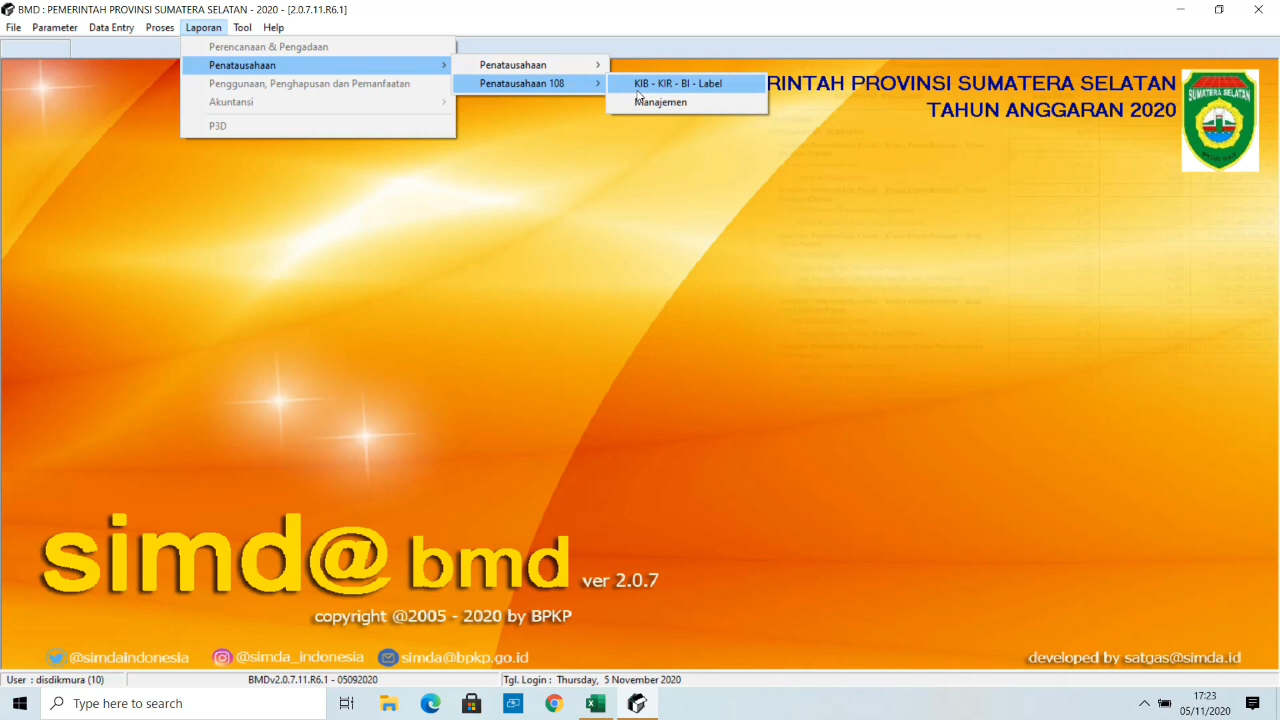 BMD : PEMERINTAH PROVINSI SUMATERA SELATAN - 2020 - [2.0.7.11.R6.1]
File Parameter Data Entry Proses Laporan Tool Help
Perencanaan & Pengadaan
Penatausahaan
Penggunaan, Penghapusan dan Pemanfaatan
Akuntansi
P3D
Penatausahaan
Penatausahaan 108
KIB - KIR - BI - Label
Manajemen
RINTAH PROVINSI SUMATERA SELATAN
TAHUN ANGGARAN 2020
SUMATERA SELATAN
simd@ bmd ver 2.0.7
copyright @2005 - 2020 by BPKP
@simdaindonesia @simda_indonesia simda@bpkp.go.id
developed by satgas@simda.id
User : disdikmura (10) BMDv2.0.7.11.R6.1 - 05092020 Tgl. Login : Thursday, 5 November 2020
Type here to search
17:23
05/11/2020